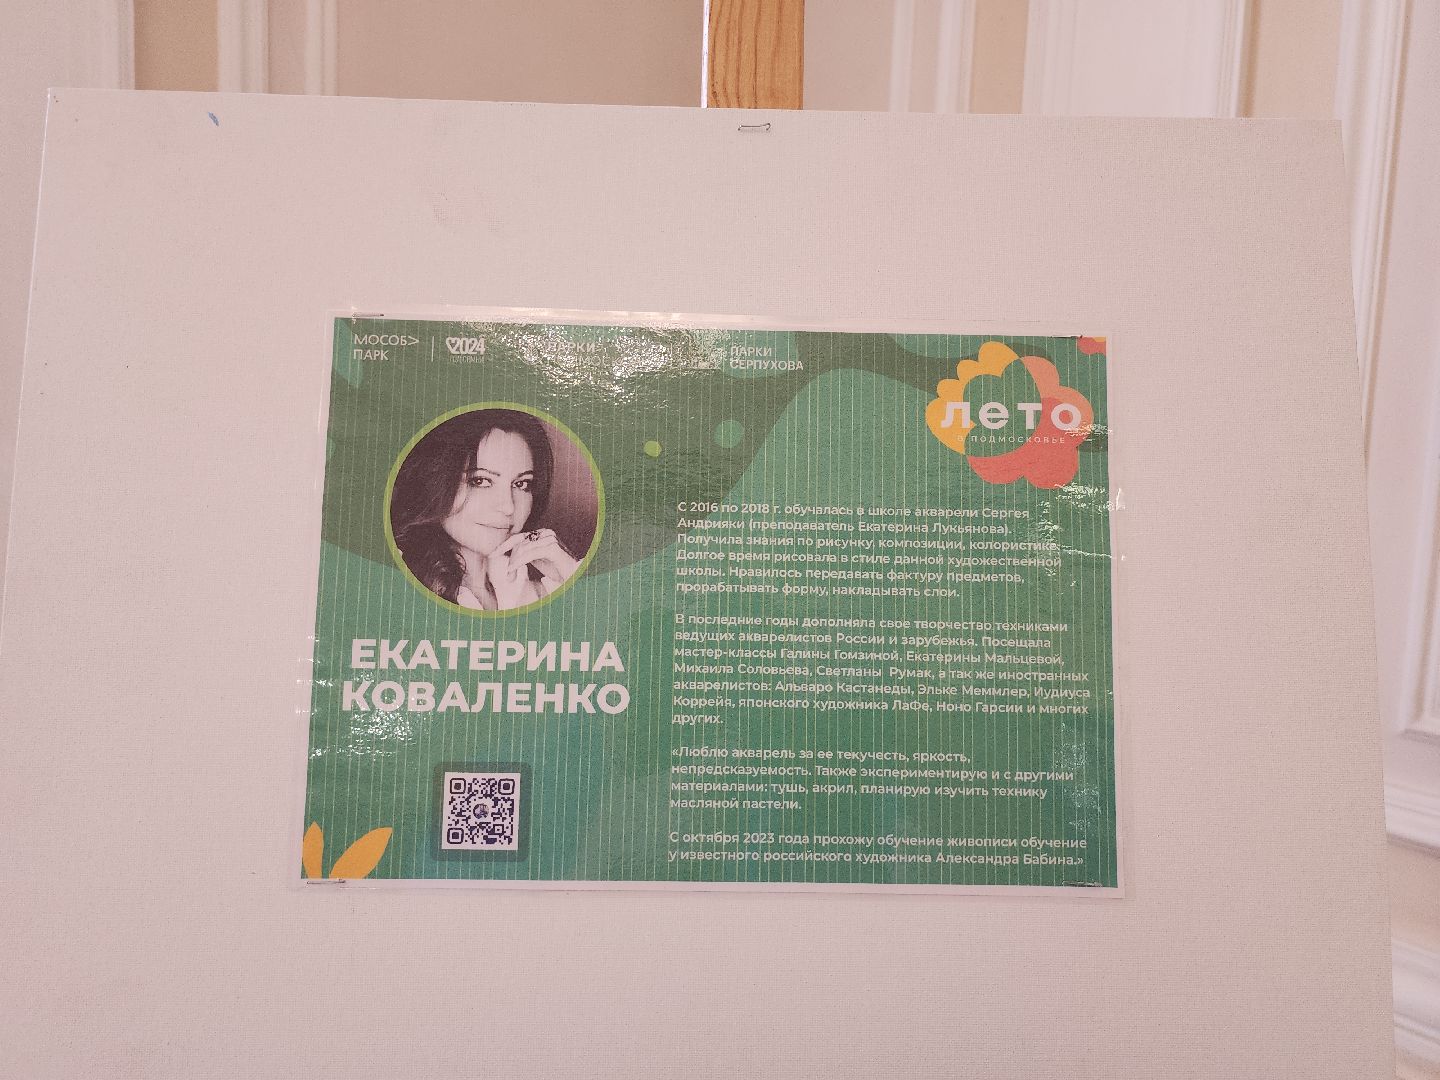 МОСОБ>
ПАРК
2024
ПАРКИ
ПАРКИ
СЕРПУХОВА
лето
В ПОДМОСКОВЬЕ
ЕКАТЕРИНА
КОВАЛЕНКО
С 2016 по 2018 г. обучалась в школе акварели Сергея
Андрияки (преподаватель Екатерина Лукьянова).
Получила знания по рисунку, композиции, колористике.
Долгое время рисовала в стиле данной художественной
школы. Нравилось передавать фактуру предметов,
прорабатывать форму, накладывать слои.
В последние годы дополняла свое творчество техниками
ведущих акварелистов России и зарубежья. Посещала
мастер-классы Галины Гомзиной, Екатерины Мальцевой,
Михаила Соловьева, Светланы Румак, а так же иностранных
акварелистов: Альваро Кастанеды, Эльке Меммлер, Иудиуса
Коррейя, японского художника ЛаФе, Ноно Гарсии и многих
других.
«Люблю акварель за ее текучесть, яркость,
непредсказуемость. Также экспериментирую и с другими
материалами: тушь, акрил, планирую изучить технику
масляной пастели.
С октября 2023 года прохожу обучение живописи обучение
у известного российского художника Александра Бабина.»